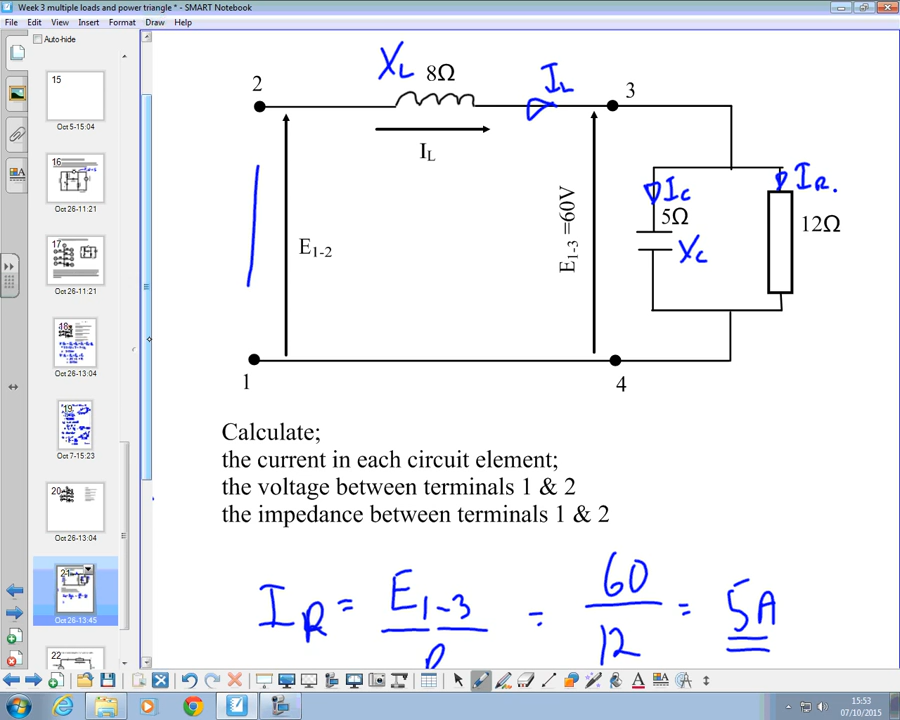 Week 3 multiple loads and power triangle * - SMART Notebook
File Edit View Insert Format Draw Help
Auto-hide
15
Oct 5-15:04
16
Oct 26-11:21
17
Oct 26-11:21
18
Oct 26-13:04
19
Oct 7-15:23
20
Oct 26-13:04
21
Oct 26-13:45
22
XL 8Ω
2
IL
3
IL
IC
IR.
5Ω
12Ω
XC
E1-2
E1-3 =60V
1
4
Calculate;
the current in each circuit element;
the voltage between terminals 1 & 2
the impedance between terminals 1 & 2
IR = E1-3 = 60 = 5A
12
A
15:53
07/10/2015